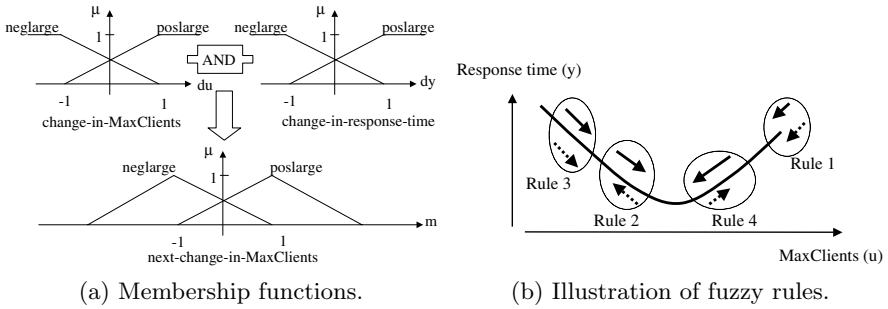 neglarge μ poslarge
1
du
-1 1
change-in-MaxClients
AND
neglarge μ poslarge
1
dy
-1 1
change-in-response-time
neglarge μ poslarge
1
m
-1 1
next-change-in-MaxClients
(a) Membership functions.
Response time (y)
Rule 3
Rule 2
Rule 4
Rule 1
MaxClients (u)
(b) Illustration of fuzzy rules.